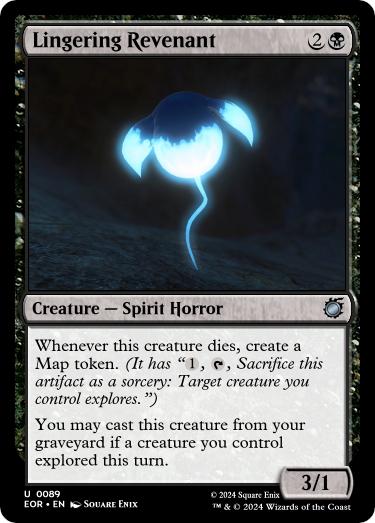 Lingering Revenant 2
Creature — Spirit Horror
Whenever this creature dies, create a
Map token. (It has “1, , Sacrifice this
artifact as a sorcery: Target creature you
control explores.”)
You may cast this creature from your
graveyard if a creature you control
explored this turn.
3/1
U 0089
EOR • EN SQUARE ENIX
© 2024 Square Enix
™ & © 2024 Wizards of the Coast